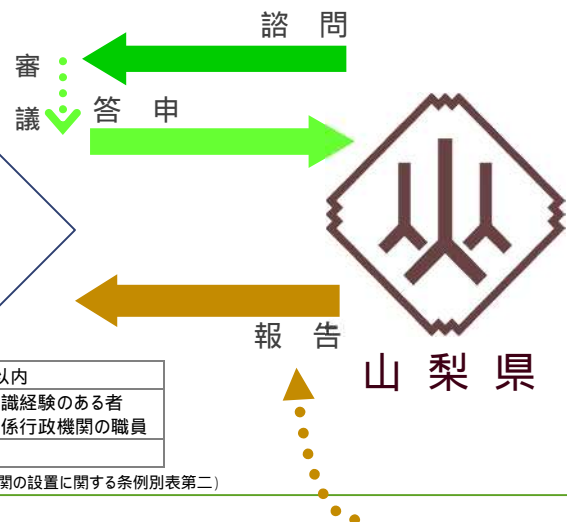 諮 問
審
議
答 申
報 告
山 梨 県
以内
識経験のある者
係行政機関の職員
関の設置に関する条例別表第二）